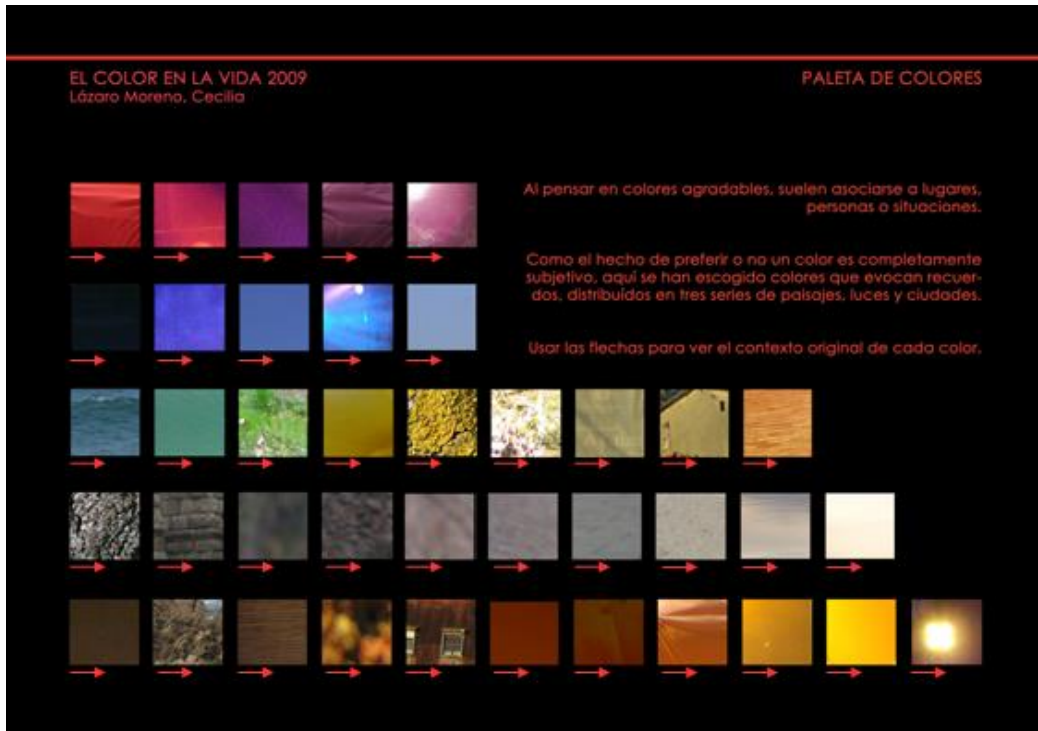 EL COLOR EN LA VIDA 2009
Lázaro Moreno, Cecilia
PALETA DE COLORES
Al pensar en colores agradables, suelen asociarse a lugares,
personas o situaciones.
Como el hecho de preferir o no un color es completamente
subjetivo, aquí se han escogido colores que evocan recuer-
dos, distribuídos en tres series de paisajes, luces y ciudades.
Usar las flechas para ver el contexto original de cada color.